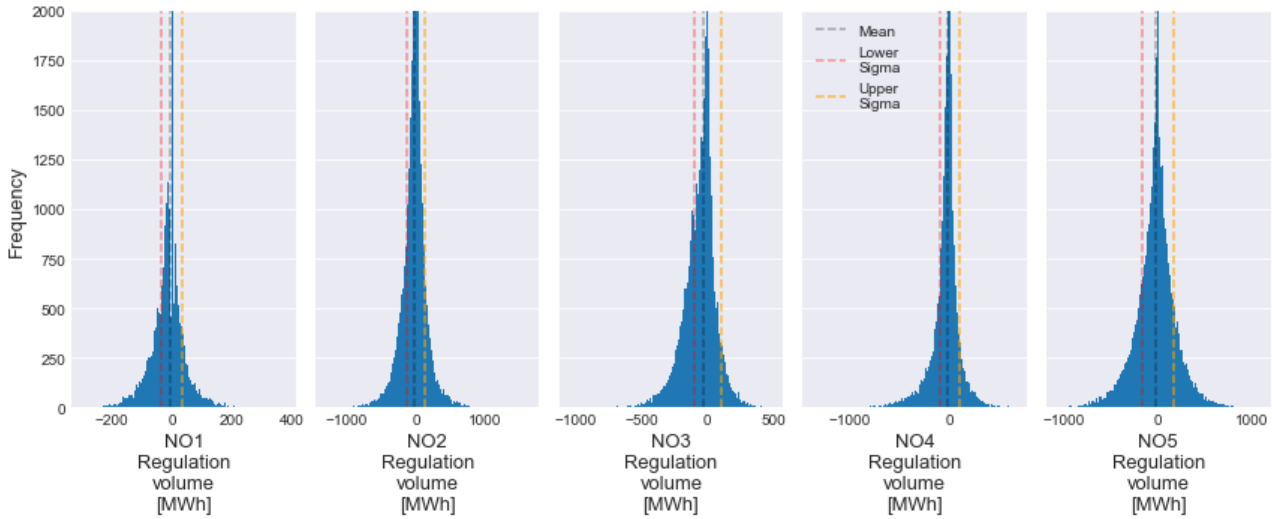 2000
1750
1500
1250
1000
750
500
250
0
Frequency
Mean
Lower
Sigma
Upper
Sigma
−200 0 200 400
−1000 0 1000
−1000 −500 0 500
−1000 0
−1000 0 1000
NO1
Regulation
volume
[MWh]
NO2
Regulation
volume
[MWh]
NO3
Regulation
volume
[MWh]
NO4
Regulation
volume
[MWh]
NO5
Regulation
volume
[MWh]